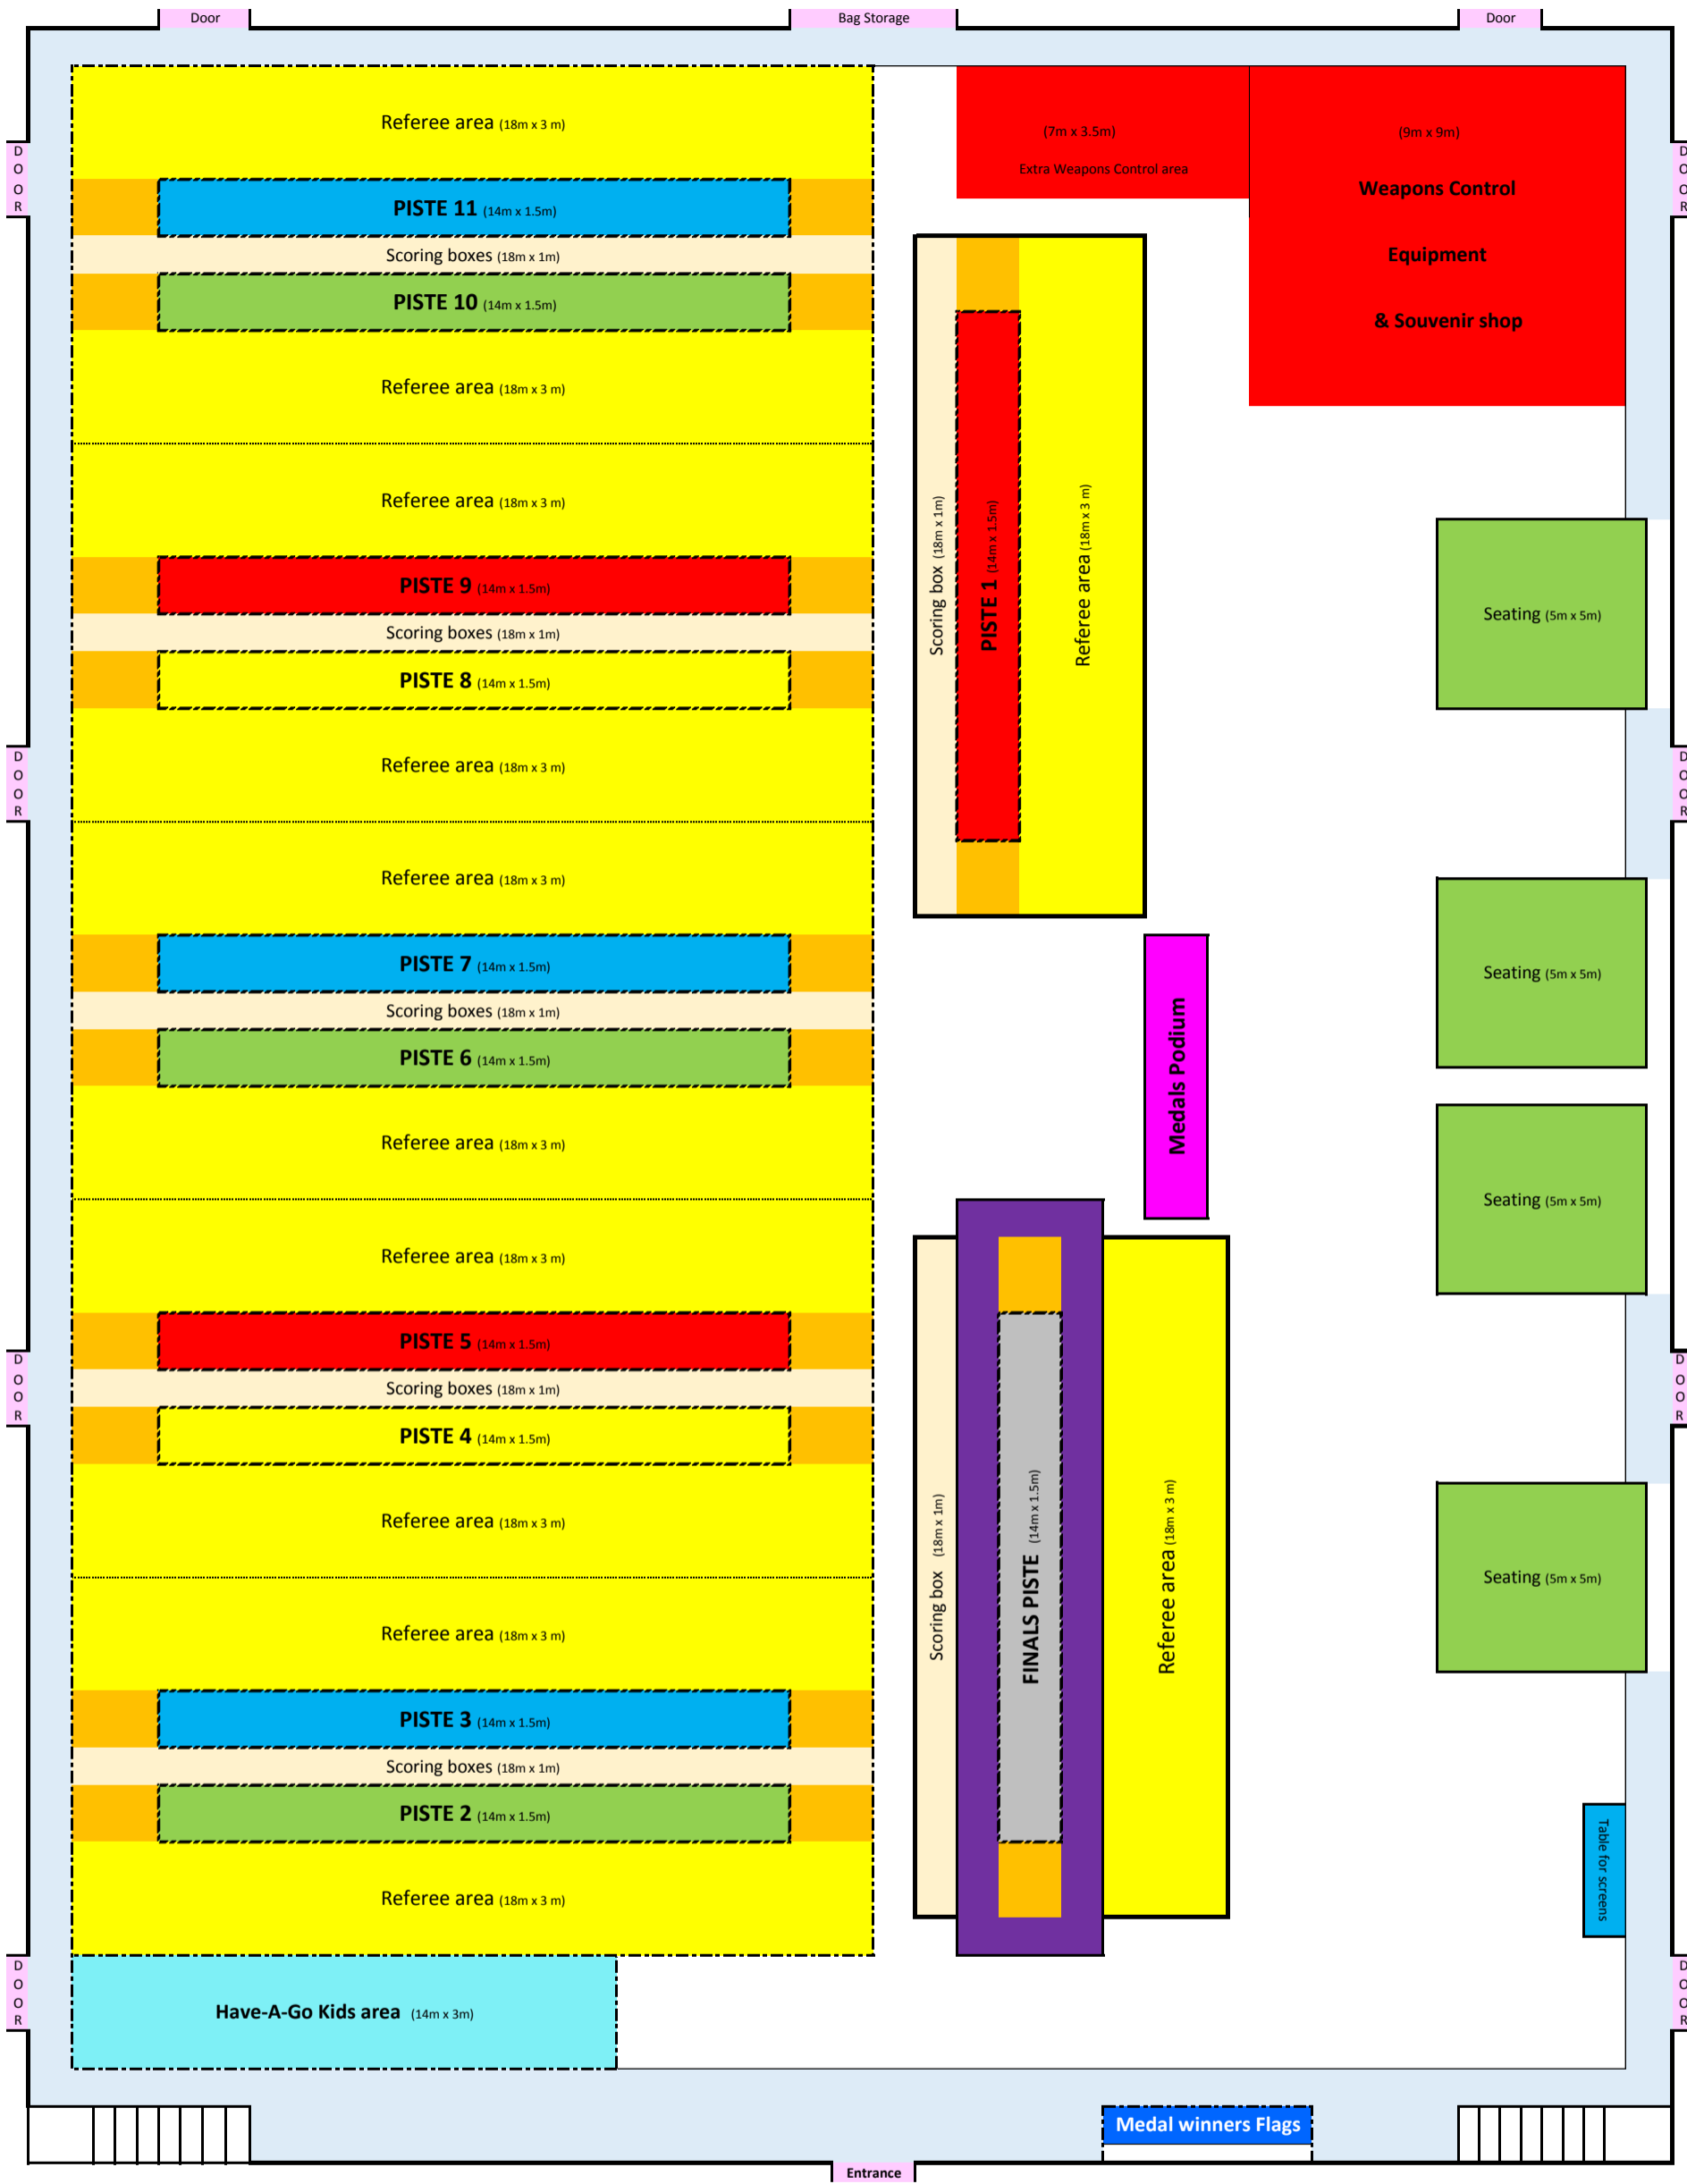 Door
Bag Storage
Door
Referee area (18m x 3 m)
(7m x 3.5m)
(9m x 9m)
Extra Weapons Control area
DOOR
DOOR
Weapons Control
PISTE 11 (14m x 1.5m)
Scoring boxes (18m x 1m)
Equipment
PISTE 10 (14m x 1.5m)
& Souvenir shop
Referee area (18m x 3 m)
Referee area (18m x 3 m)
Scoring box (18m x 1m)
PISTE 1 (14m x 1.5m)
Referee area (18m x 3 m)
PISTE 9 (14m x 1.5m)
Seating (5m x 5m)
Scoring boxes (18m x 1m)
PISTE 8 (14m x 1.5m)
Referee area (18m x 3 m)
DOOR
DOOR
Referee area (18m x 3 m)
PISTE 7 (14m x 1.5m)
Seating (5m x 5m)
Scoring boxes (18m x 1m)
PISTE 6 (14m x 1.5m)
Medals Podium
Referee area (18m x 3 m)
Seating (5m x 5m)
Referee area (18m x 3 m)
PISTE 5 (14m x 1.5m)
DOOR
DOOR
Scoring boxes (18m x 1m)
PISTE 4 (14m x 1.5m)
Referee area (18m x 3 m)
Scoring box (18m x 1m)
FINALS PISTE (14m x 1.5m)
Referee area (18m x 3 m)
Seating (5m x 5m)
Referee area (18m x 3 m)
PISTE 3 (14m x 1.5m)
Scoring boxes (18m x 1m)
PISTE 2 (14m x 1.5m)
Table for screens
Referee area (18m x 3 m)
DOOR
DOOR
Have-A-Go Kids area (14m x 3m)
Medal winners Flags
Entrance